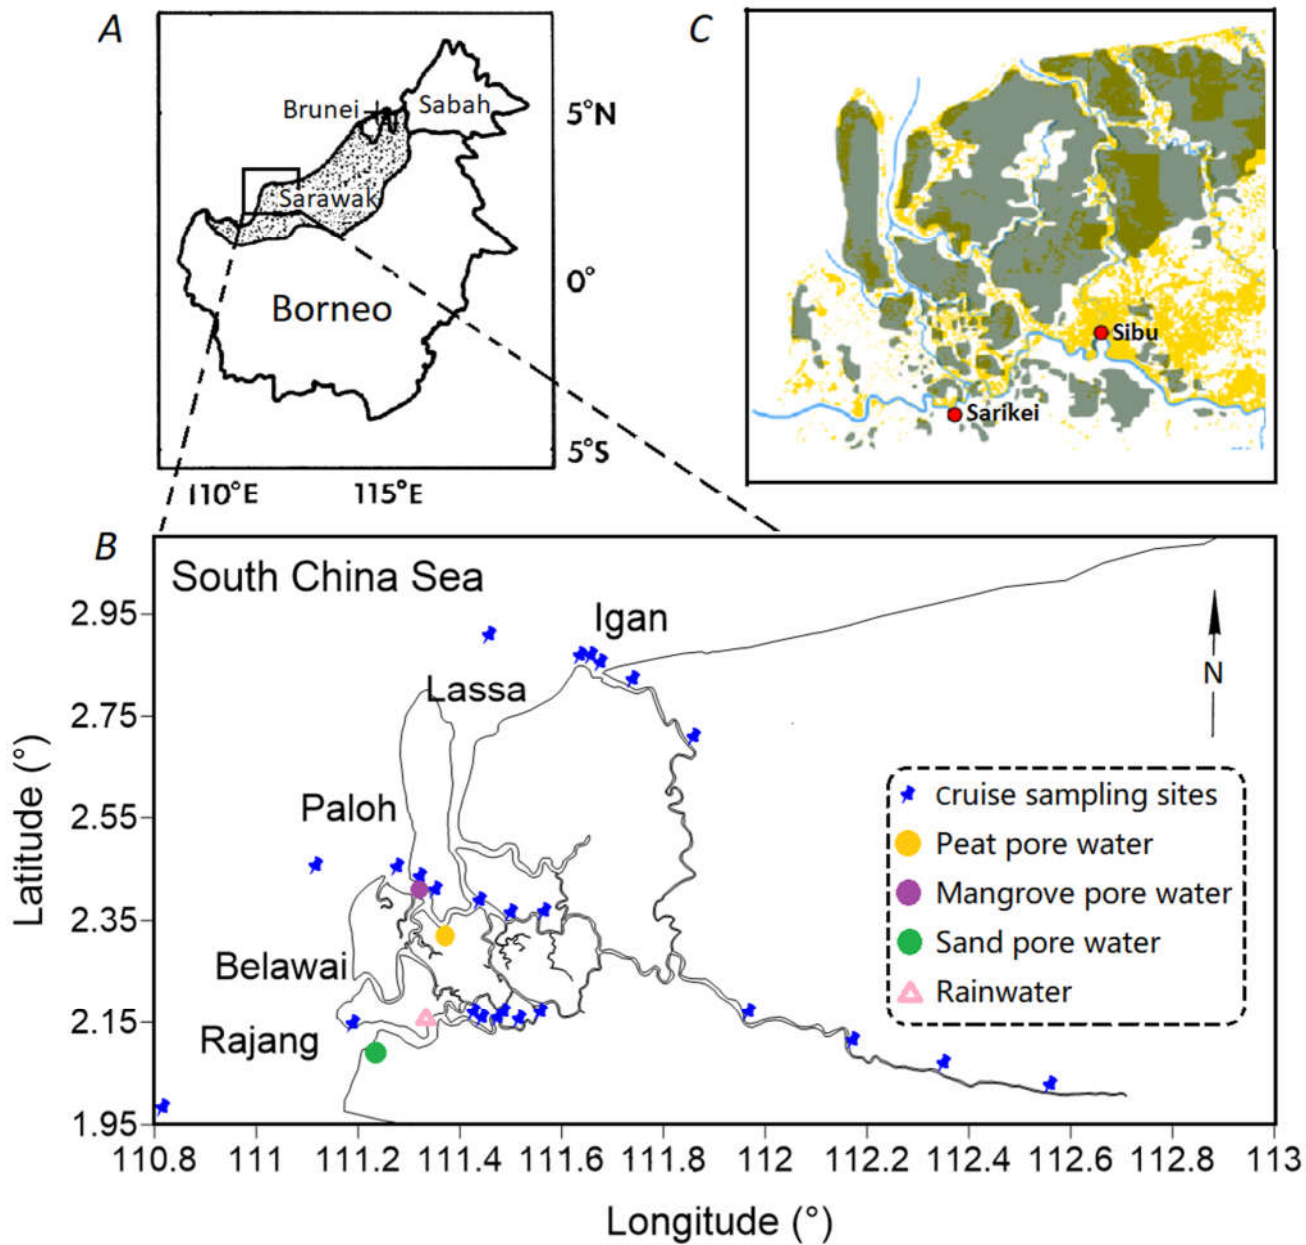 A
Brunei
Sabah
Sarawak
Borneo
5°N
0°
5°S
110°E
115°E
C
Sibu
Sarikei
B
South China Sea
Igan
Lassa
Paloh
Belawai
Rajang
N
Cruise sampling sites
Peat pore water
Mangrove pore water
Sand pore water
Rainwater
Latitude (°)
2.95
2.75
2.55
2.35
2.15
1.95
110.8 111 111.2 111.4 111.6 111.8 112 112.2 112.4 112.6 112.8 113
Longitude (°)